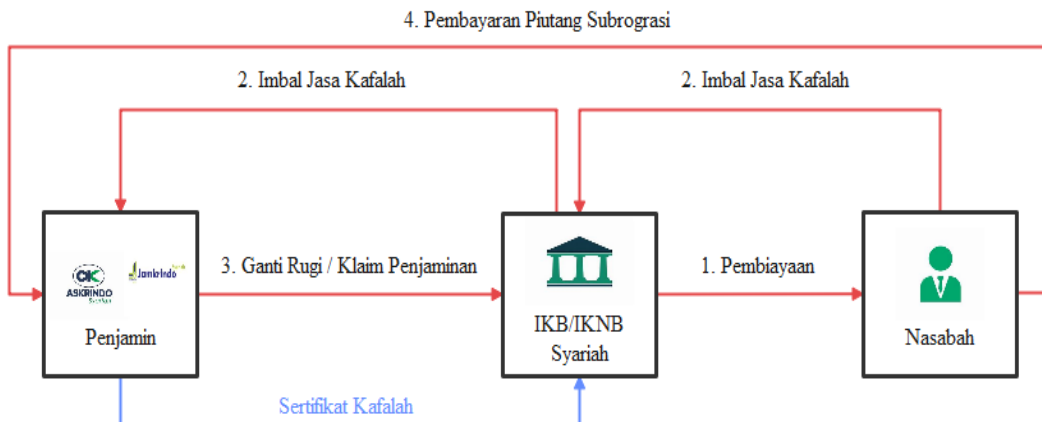 4. Pembayaran Piutang Subrograsi
2. Imbal Jasa Kafalah
2. Imbal Jasa Kafalah
3. Ganti Rugi / Klaim Penjaminan
1. Pembiayaan
ASKRINDO
Syariah
Jamkrindo
Penjamin
IKB/IKNB
Syariah
Nasabah
Sertifikat Kafalah